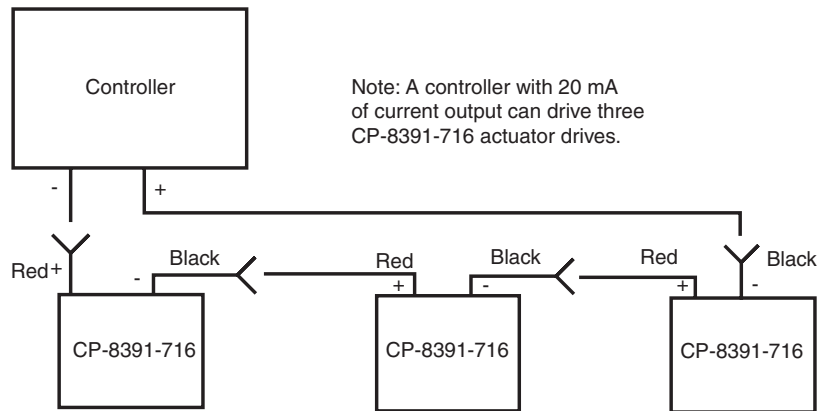 Controller
Note: A controller with 20 mA
of current output can drive three
CP-8391-716 actuator drives.
- +
Red+ - Black Red + - Black Red + - Black
CP-8391-716 CP-8391-716 CP-8391-716